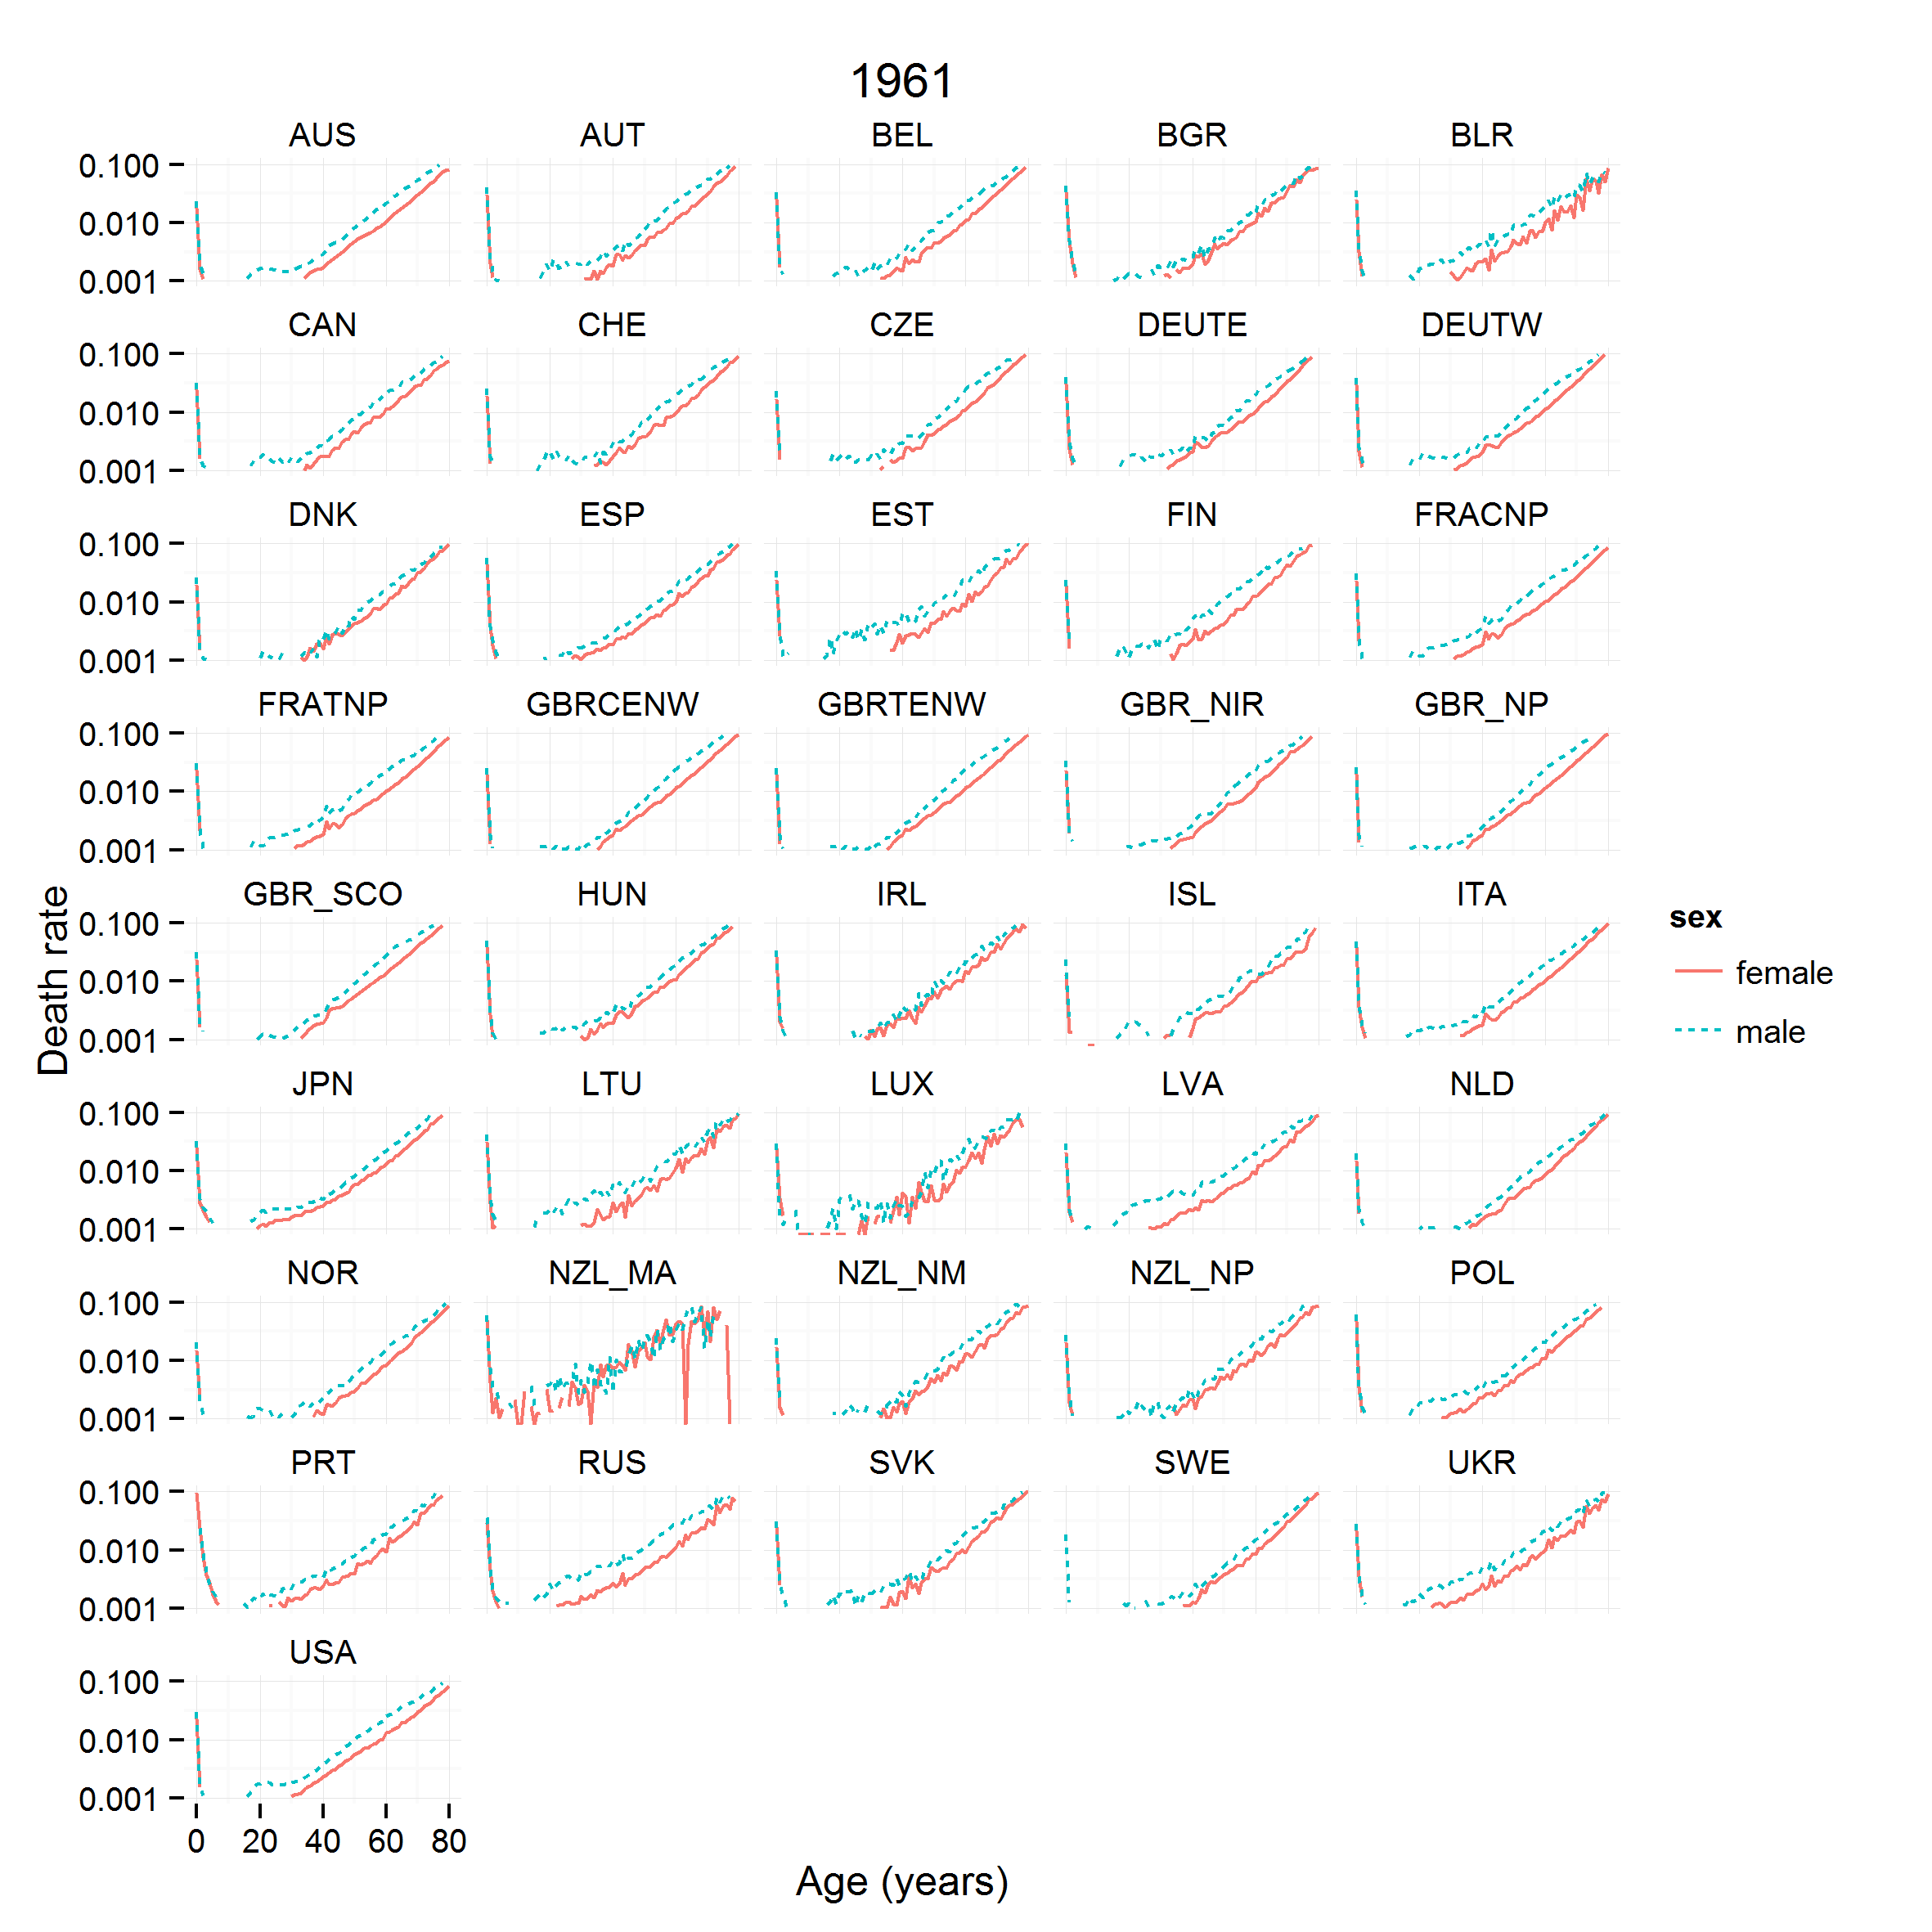 1961
AUS AUT BEL BGR BLR
0.100
0.010
0.001
CAN CHE CZE DEUTE DEUTW
0.100
0.010
0.001
DNK ESP EST FIN FRACNP
0.100
0.010
0.001
FRATNP GBRCENW GBRTENW GBR_NIR GBR_NP
0.100
0.010
0.001
GBR_SCO HUN IRL ISL ITA
0.100
0.010
0.001
JPN LTU LUX LVA NLD
0.100
0.010
0.001
NOR NZL_MA NZL_NM NZL_NP POL
0.100
0.010
0.001
PRT RUS SVK SWE UKR
0.100
0.010
0.001
USA
0.100
0.010
0.001
0 20 40 60 80
Age (years)
Death rate
sex
female
male